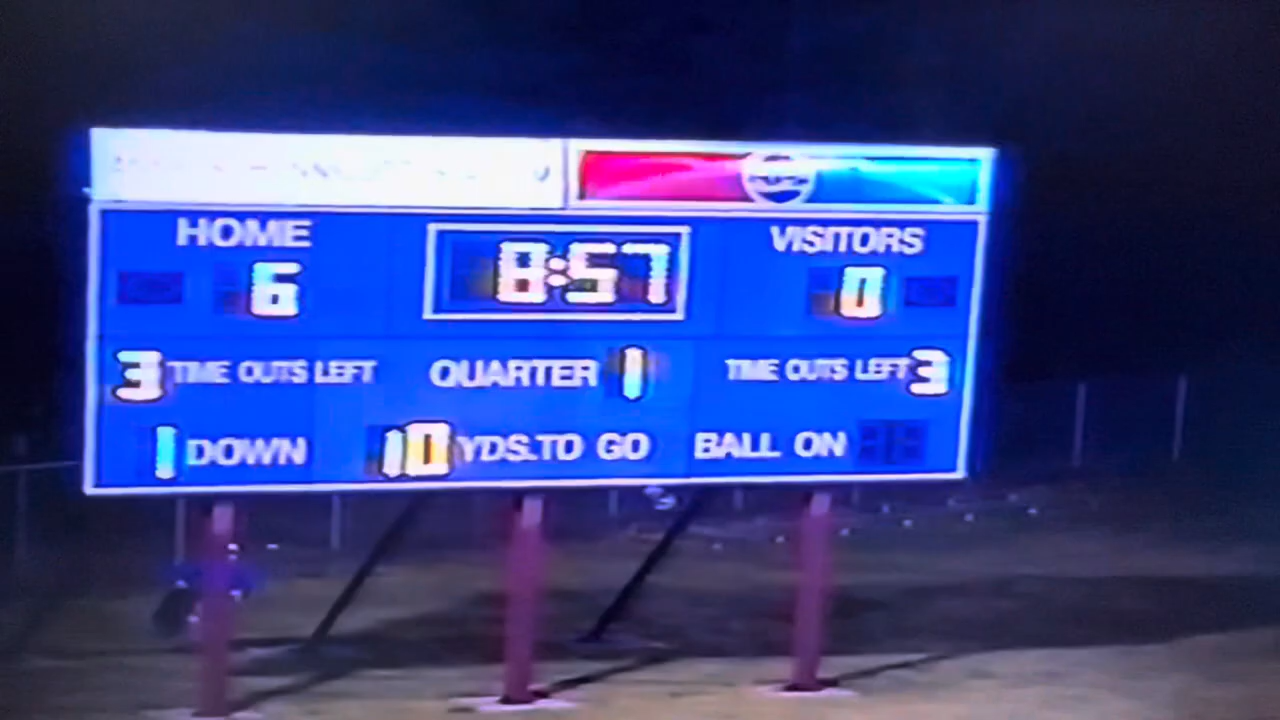 HOME 8:57 VISITORS
6 0
3 TIME OUTS LEFT QUARTER 1 TIME OUTS LEFT 3
1 DOWN 10 YDS.TO GO BALL ON